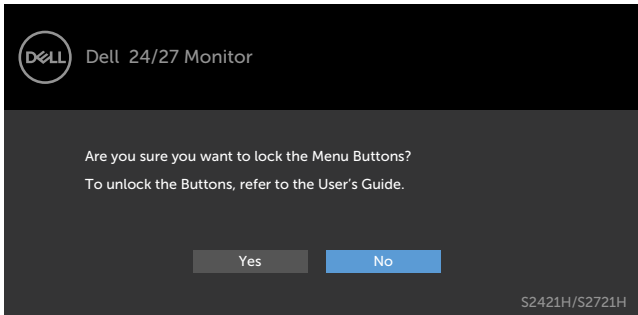 DELL
Dell 24/27 Monitor
Are you sure you want to lock the Menu Buttons?
To unlock the Buttons, refer to the User's Guide.
Yes No
S2421H/S2721H